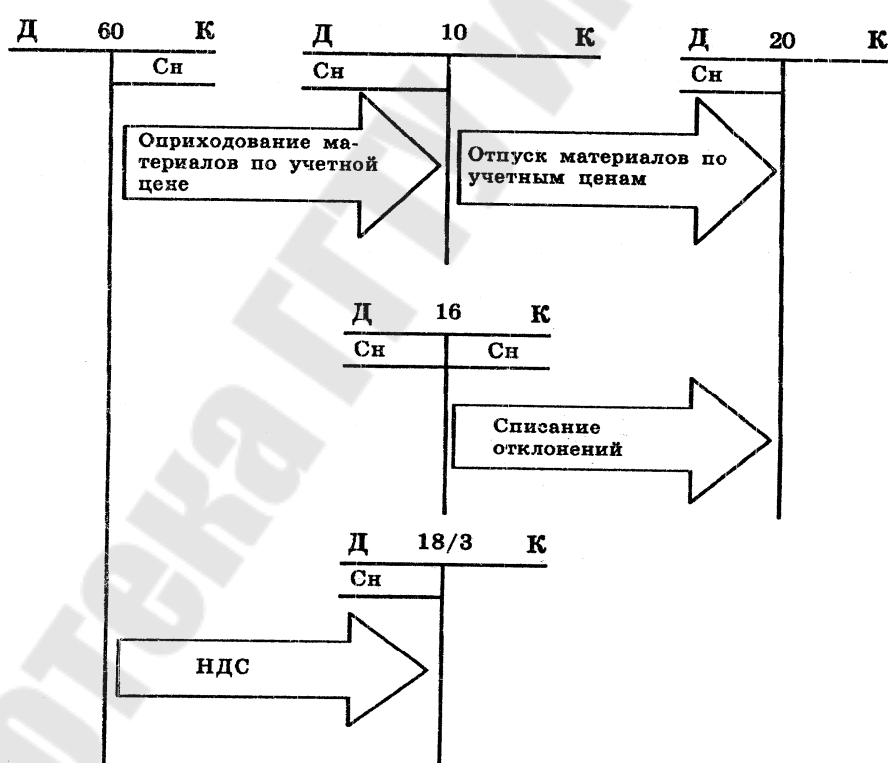 Д 60 К
Сн
Д 10 К
Сн
Д 20 К
Сн
Оприходование ма-
териалов по учетной
цене
Отпуск материалов по
учетным ценам
Д 16 К
Сн Сн
Списание
отклонений
Д 18/3 К
Сн
НДС